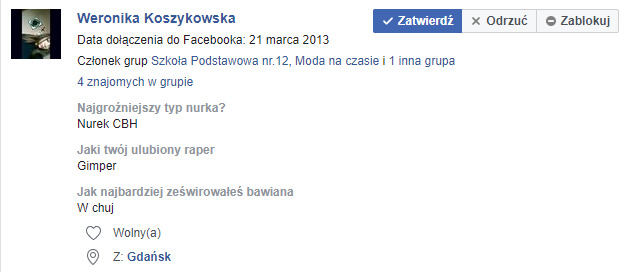 Weronika Koszykowska
Zatwierdź
Odrzuć
Zablokuj
Data dołączenia do Facebooka: 21 marca 2013
Członek grup Szkoła Podstawowa nr.12, Moda na czasie i 1 inna grupa
4 znajomych w grupie
Najgroźniejszy typ nurka?
Nurek CBH
Jaki twój ulubiony raper
Gimper
Jak najbardziej ześwirowałeś bawiana
W chuj
Wolny(a)
Z: Gdańsk